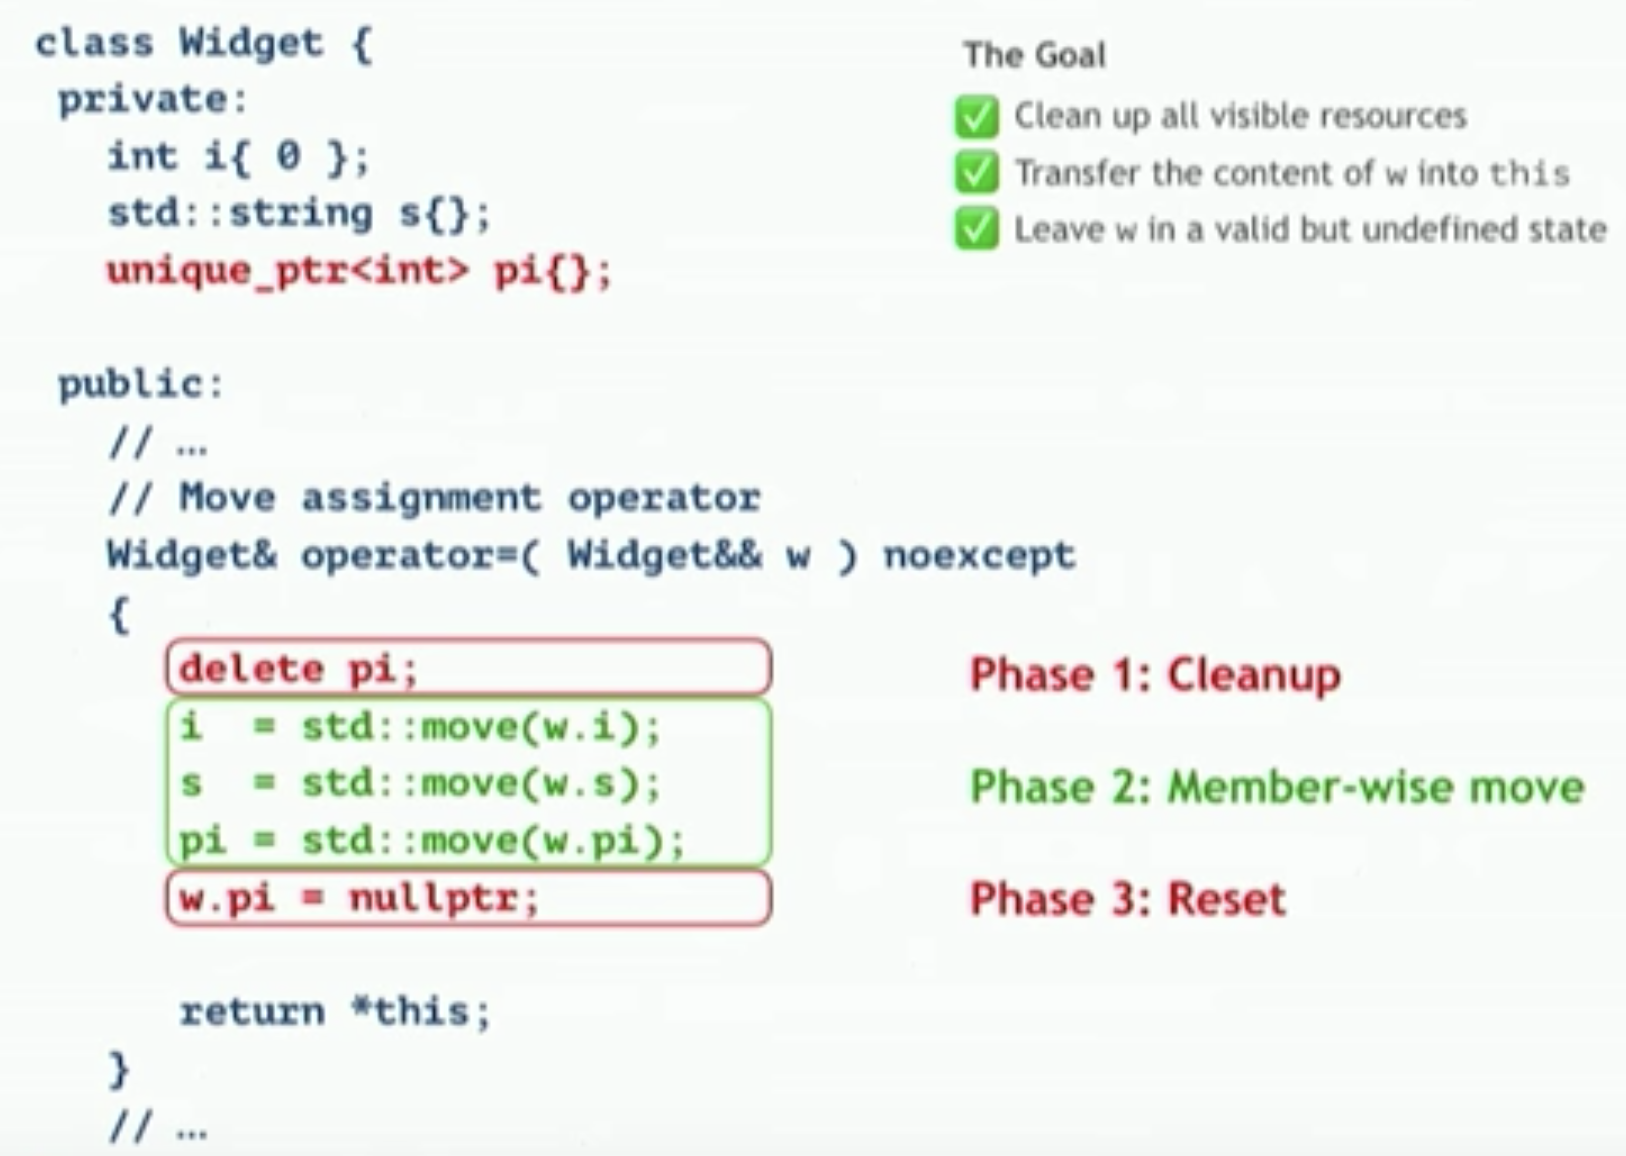 class Widget {
private:
int i{ 0 };
std::string s{};
unique_ptr<int> pi{};
public:
// …
// Move assignment operator
Widget& operator=( Widget&& w ) noexcept
{
delete pi;
i = std::move(w.i);
s = std::move(w.s);
pi = std::move(w.pi);
w.pi = nullptr;
return *this;
}
// …
The Goal
✅ Clean up all visible resources
✅ Transfer the content of w into this
✅ Leave w in a valid but undefined state
Phase 1: Cleanup
Phase 2: Member-wise move
Phase 3: Reset